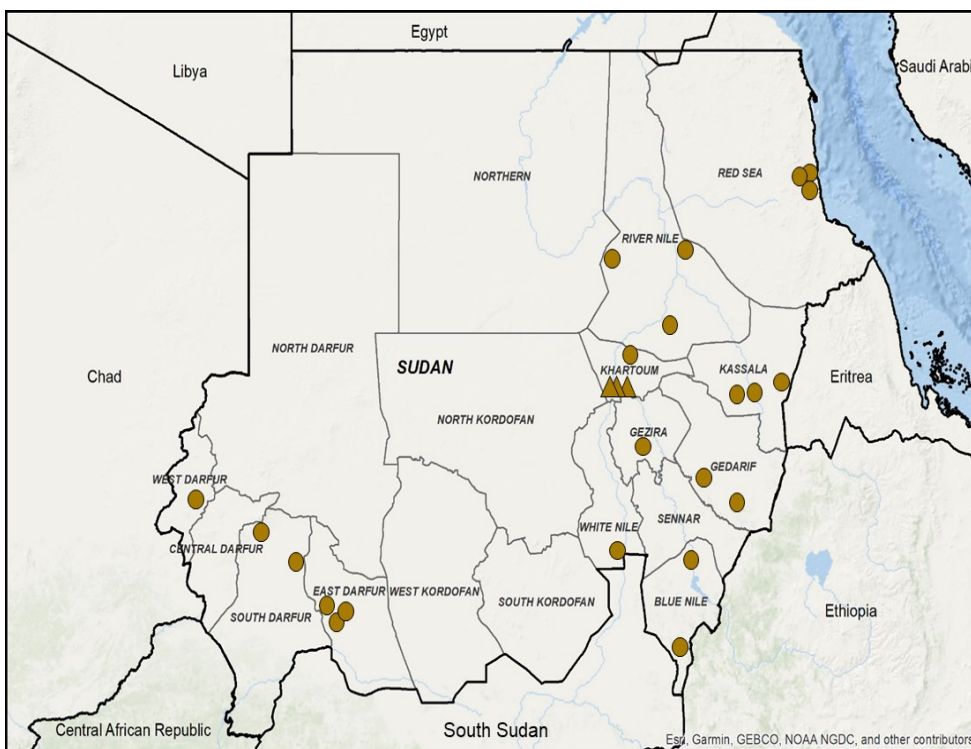 Egypt
Libya
Saudi Arabi
NORTHERN
RED SEA
RIVER NILE
NORTH DARFUR
SUDAN
Chad
KHARTOUM
KASSALA
Eritrea
NORTH KORDOFAN
GEZIRA
GEDARIF
WEST DARFUR
SENNAR
WHITE NILE
CENTRAL DARFUR
EAST DARFUR
WEST KORDOFAN
SOUTH KORDOFAN
BLUE NILE
Ethiopia
SOUTH DARFUR
Central African Republic
South Sudan
Esri, Garmin, GEBCO, NOAA NGDC, and other contributors